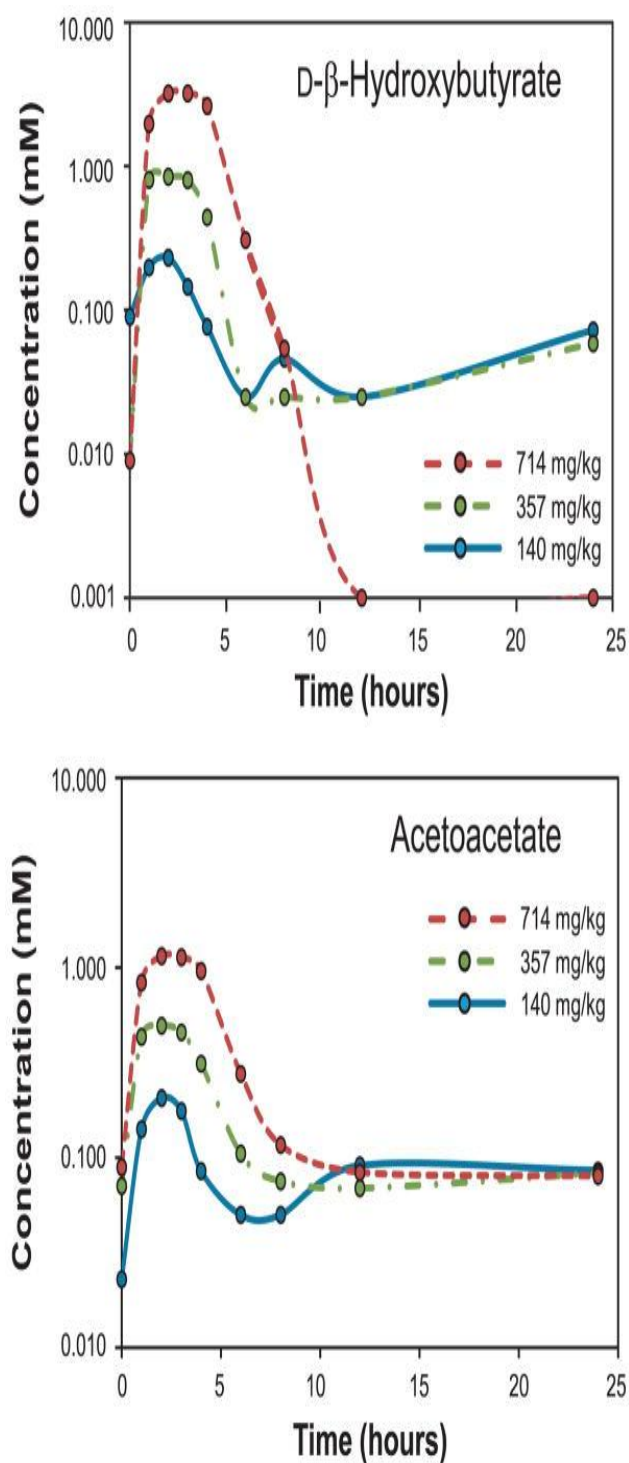 10.000
D-β-Hydroxybutyrate
1.000
0.100
0.010
0.001
Concentration (mM)
714 mg/kg
357 mg/kg
140 mg/kg
0 5 10 15 20 25
Time (hours)
10.000
Acetoacetate
1.000
0.100
0.010
Concentration (mM)
714 mg/kg
357 mg/kg
140 mg/kg
0 5 10 15 20 25
Time (hours)